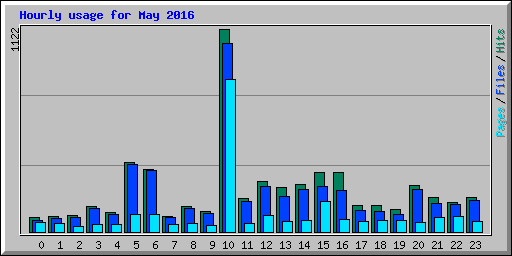 Hourly usage for May 2016
1122
Pages/Files/Hits
0 1 2 3 4 5 6 7 8 9 10 11 12 13 14 15 16 17 18 19 20 21 22 23